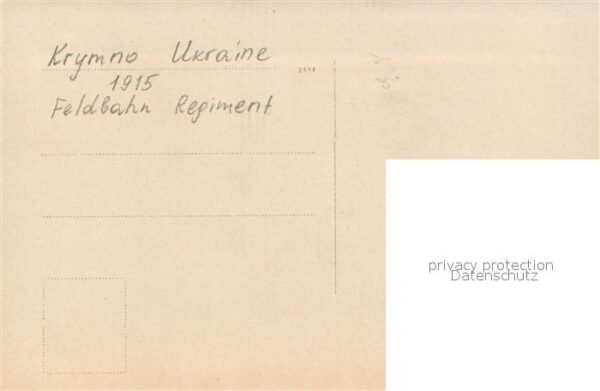 Krymno Ukraine
1915
Feldbahn Regiment
privacy protection
Datenschutz